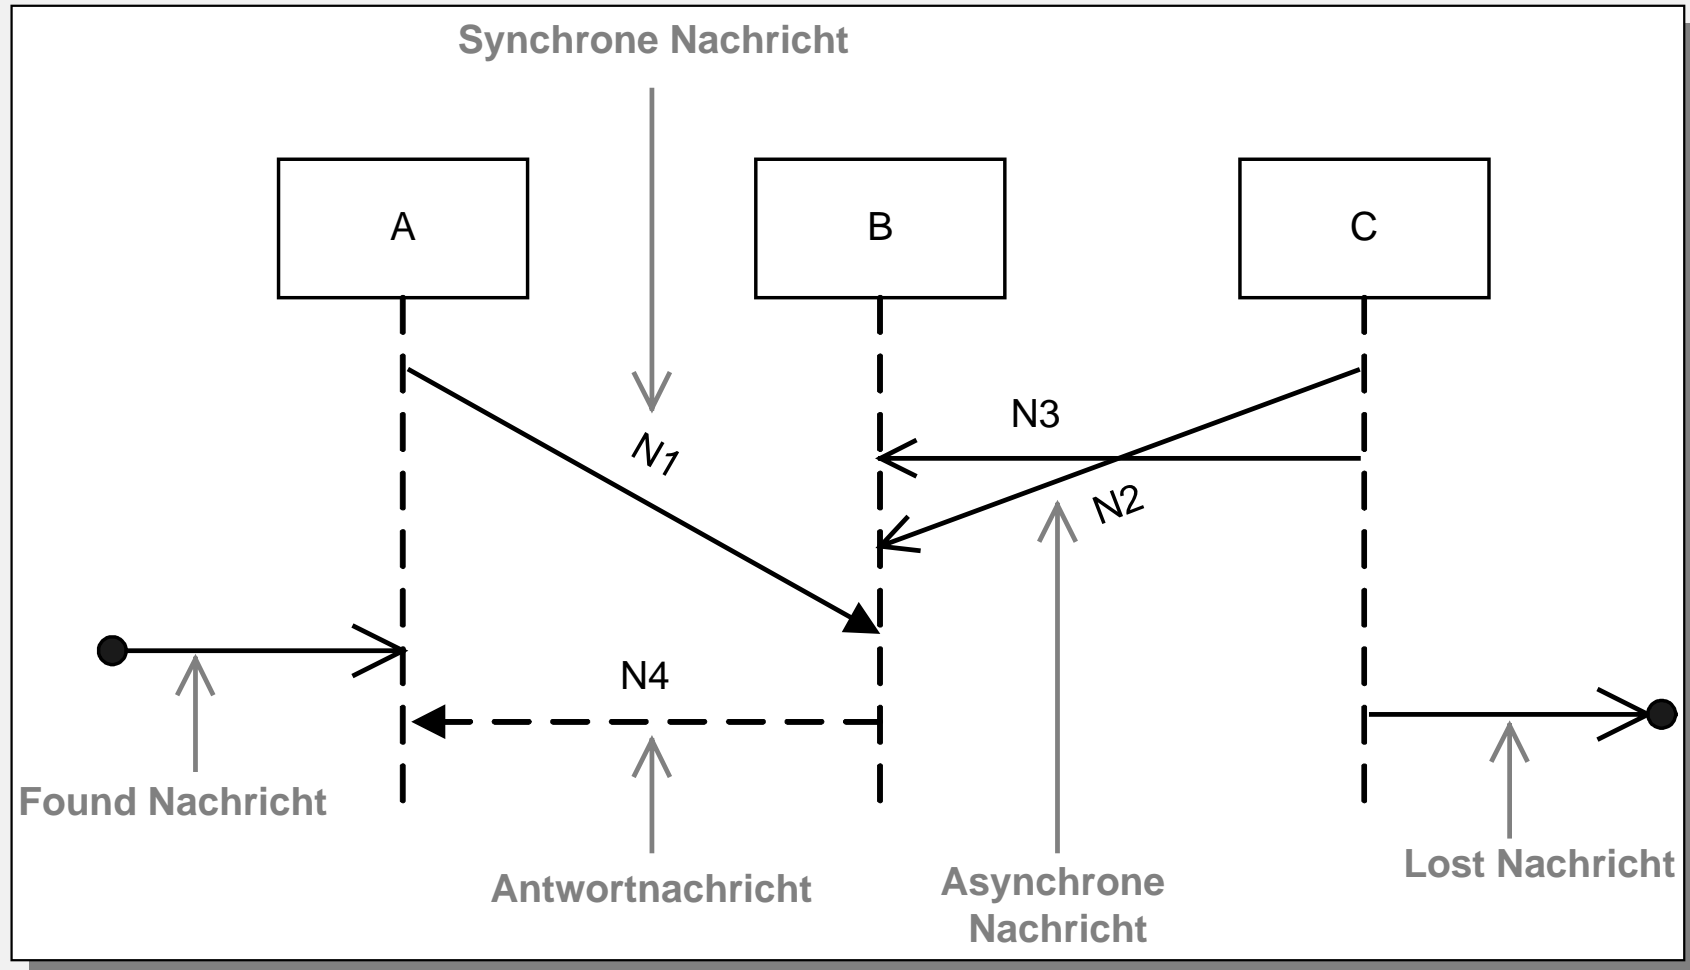 Synchrone Nachricht
A
B
C
N3
N1
N2
N4
Found Nachricht
Antwortnachricht
Asynchrone
Nachricht
Lost Nachricht